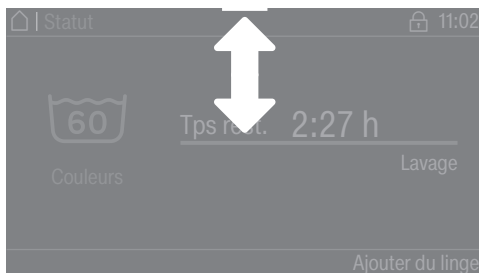 Statut 11:02
60
Tps rest. 2:27 h
Lavage
Couleurs
Ajouter du linge